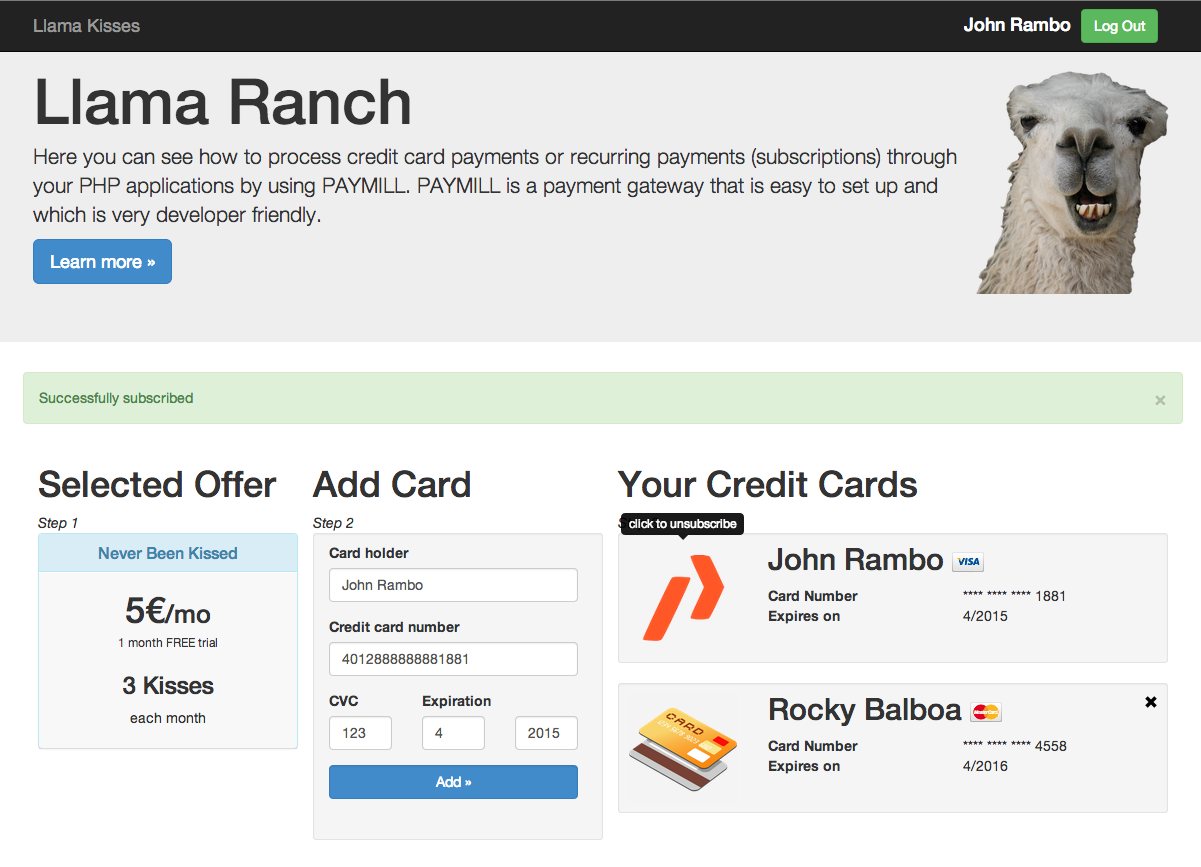 Llama Kisses
John Rambo
Log Out
Llama Ranch
Here you can see how to process credit card payments or recurring payments (subscriptions) through
your PHP applications by using PAYMILL. PAYMILL is a payment gateway that is easy to set up and
which is very developer friendly.
Learn more »
Successfully subscribed
×
Selected Offer
Step 1
Never Been Kissed
5€/mo
1 month FREE trial
3 Kisses
each month
Add Card
Step 2
Card holder
John Rambo
Credit card number
4012888888881881
CVC
Expiration
123
4
2015
Add »
Your Credit Cards
click to unsubscribe
John Rambo VISA
Card Number **** **** **** 1881
Expires on 4/2015
CARD
Rocky Balboa MasterCard
Card Number **** **** **** 4558
Expires on 4/2016